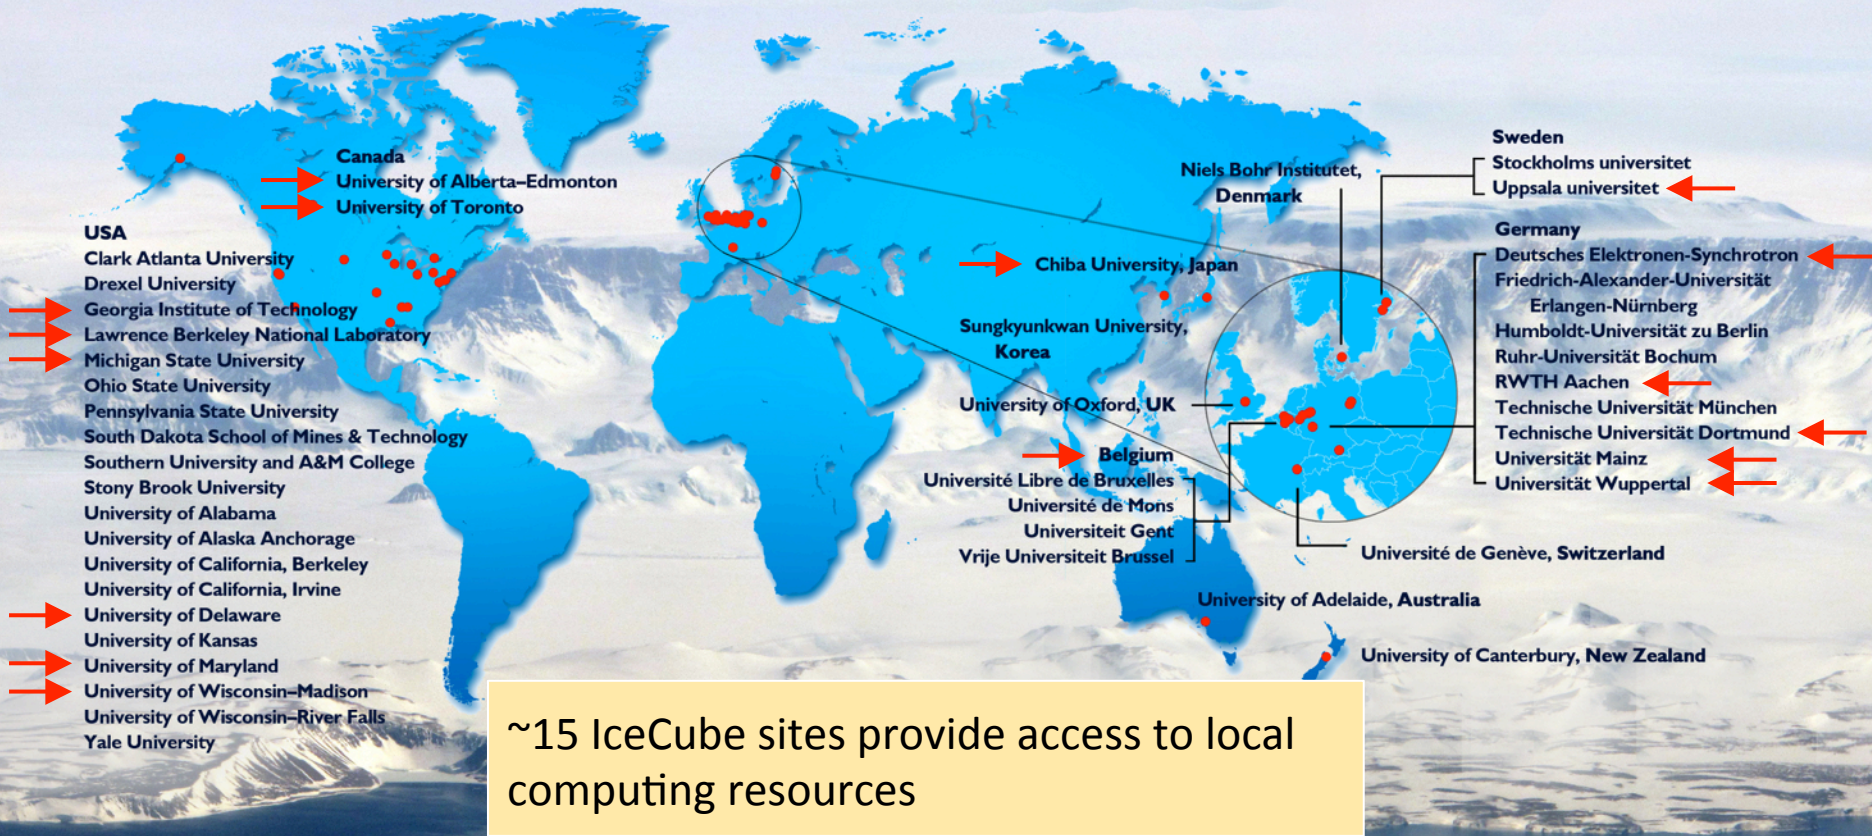 Canada
University of Alberta–Edmonton
University of Toronto
USA
Clark Atlanta University
Drexel University
Georgia Institute of Technology
Lawrence Berkeley National Laboratory
Michigan State University
Ohio State University
Pennsylvania State University
South Dakota School of Mines & Technology
Southern University and A&M College
Stony Brook University
University of Alabama
University of Alaska Anchorage
University of California, Berkeley
University of California, Irvine
University of Delaware
University of Kansas
University of Maryland
University of Wisconsin–Madison
University of Wisconsin–River Falls
Yale University
Niels Bohr Institutet,
Denmark
Chiba University, Japan
Sungkyunkwan University,
Korea
University of Oxford, UK
Belgium
Université Libre de Bruxelles
Université de Mons
Universiteit Gent
Vrije Universiteit Brussel
Sweden
Stockholms universitet
Uppsala universitet
Germany
Deutsches Elektronen-Synchrotron
Friedrich-Alexander-Universität
Erlangen-Nürnberg
Humboldt-Universität zu Berlin
Ruhr-Universität Bochum
RWTH Aachen
Technische Universität München
Technische Universität Dortmund
Universität Mainz
Universität Wuppertal
Université de Genève, Switzerland
University of Adelaide, Australia
University of Canterbury, New Zealand
~15 IceCube sites provide access to local
computing resources